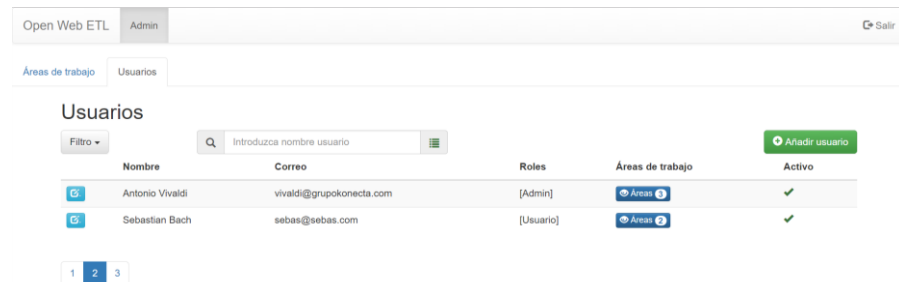 Open Web ETL Admin Salir
Áreas de trabajo Usuarios
Usuarios
Filtro Introduzca nombre usuario Añadir usuario
Nombre Correo Roles Áreas de trabajo Activo
Antonio Vivaldi vivaldi@grupokonecta.com [Admin] Áreas 3
Sebastian Bach sebas@sebas.com [Usuario] Áreas 2
1 2 3